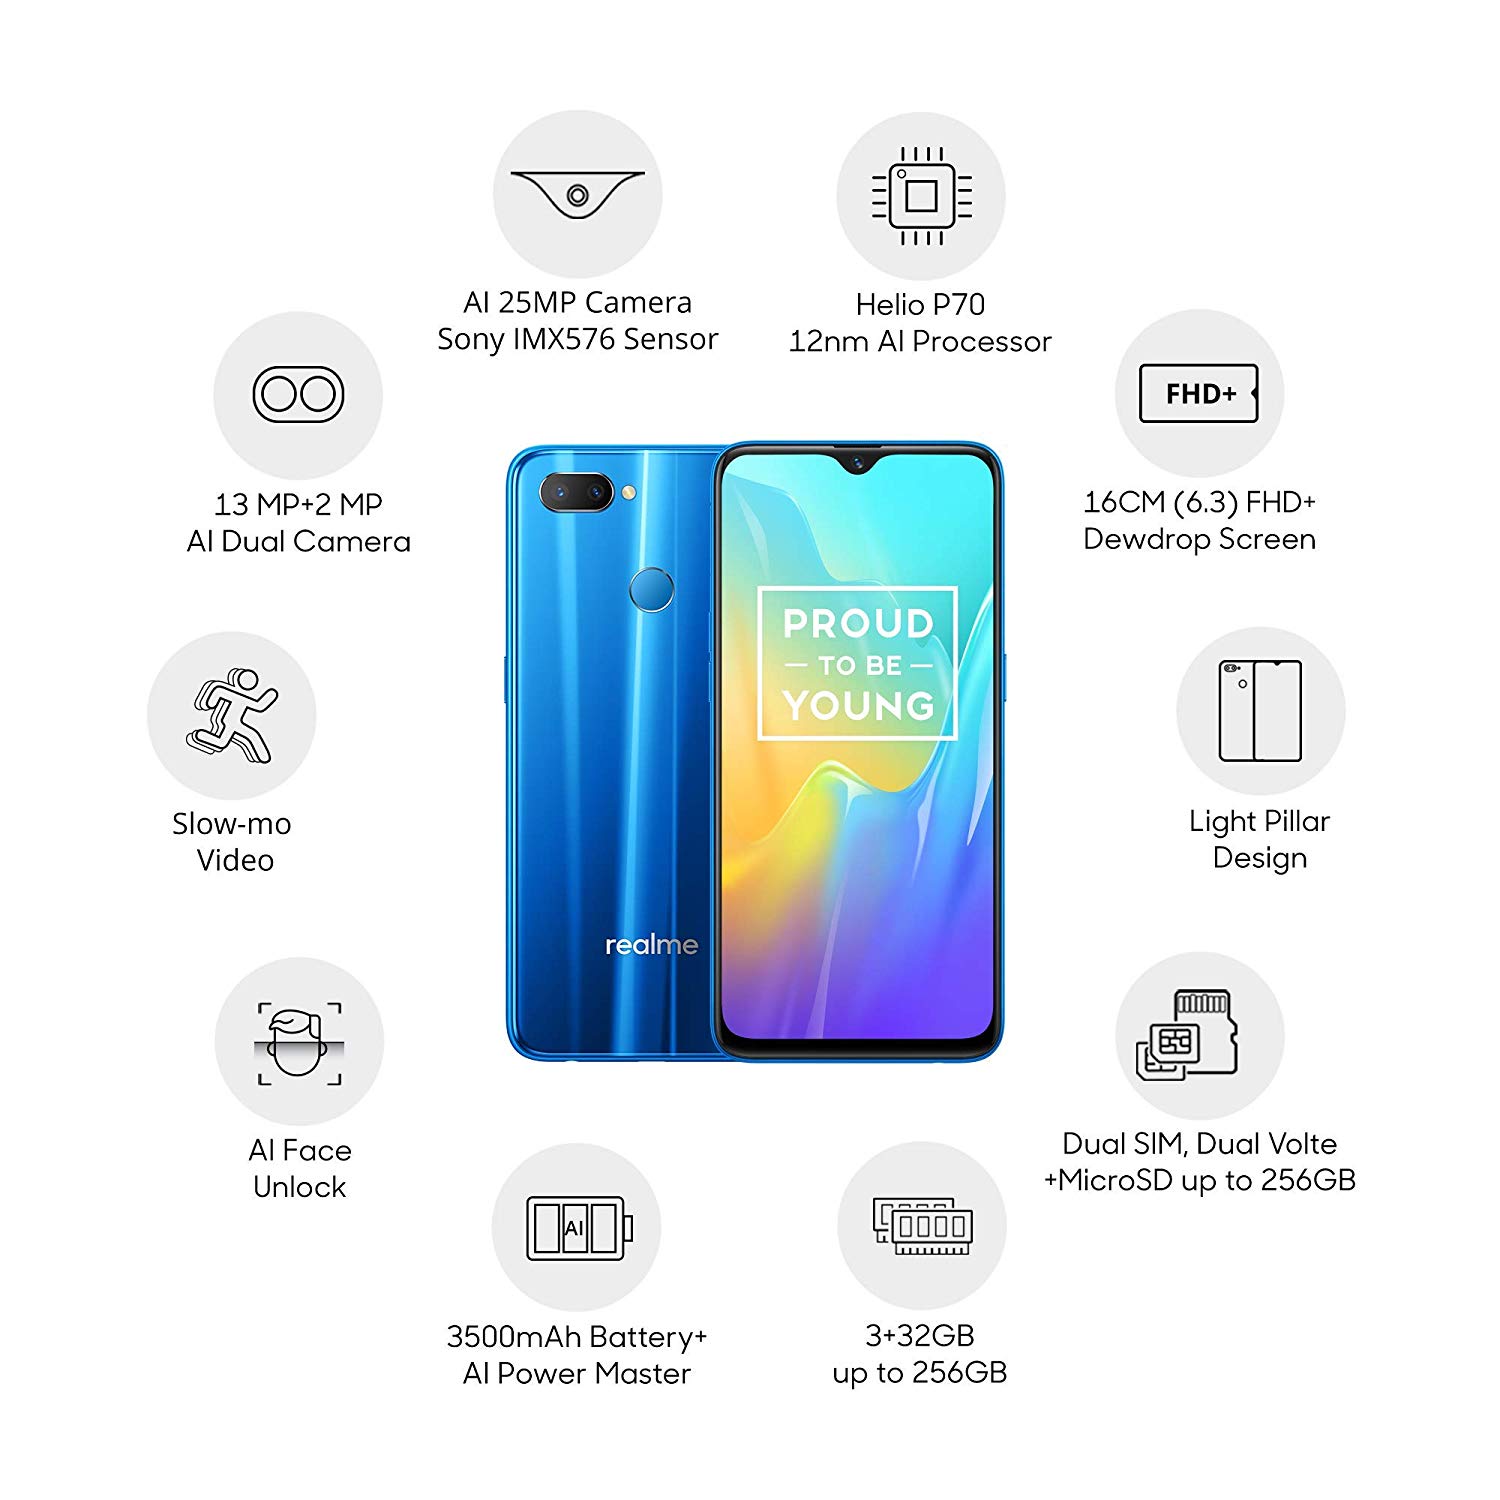 AI 25MP Camera
Sony IMX576 Sensor
Helio P70
12nm AI Processor
FHD+
16CM (6.3) FHD+
Dewdrop Screen
13 MP+2 MP
AI Dual Camera
PROUD
– TO BE –
YOUNG
realme
Slow-mo
Video
Light Pillar
Design
AI Face
Unlock
Dual SIM, Dual Volte
+MicroSD up to 256GB
AI
3500mAh Battery+
AI Power Master
3+32GB
up to 256GB